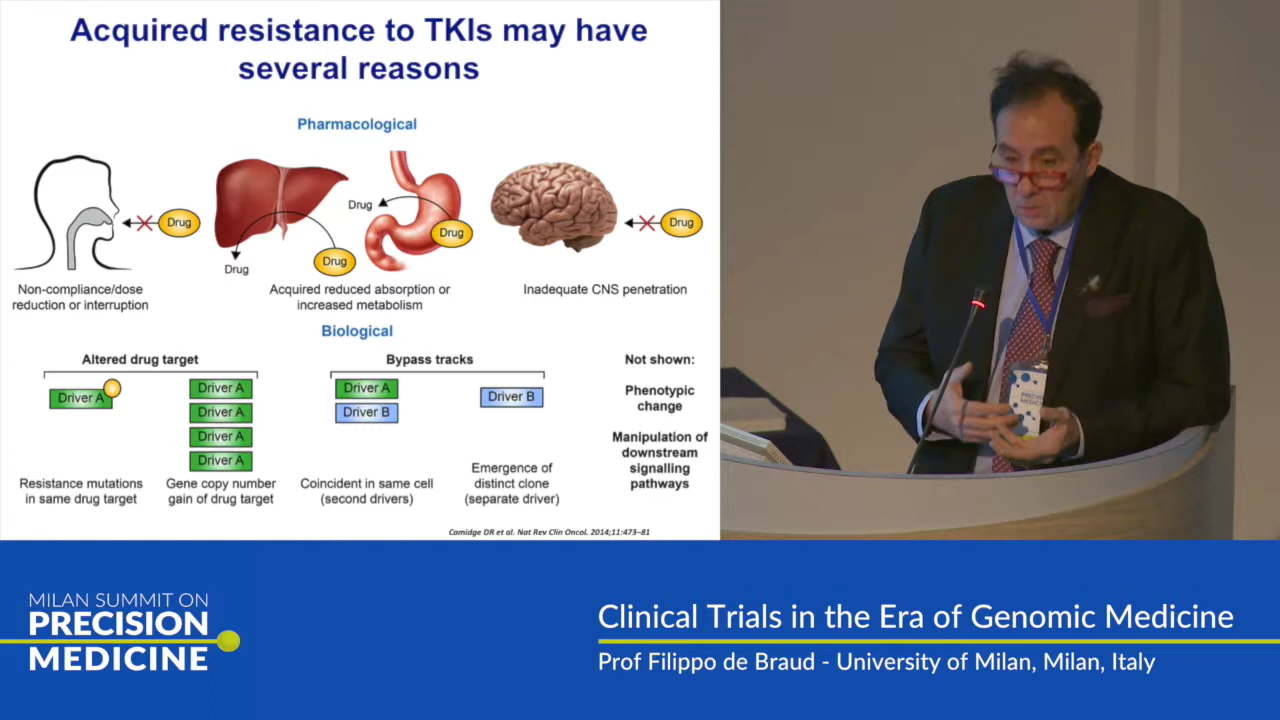 Acquired resistance to TKIs may have
several reasons
Pharmacological
Drug
Drug
Drug
Drug
Drug
Drug
Non-compliance/dose
reduction or interruption
Acquired reduced absorption or
increased metabolism
Inadequate CNS penetration
Biological
Altered drug target
Bypass tracks
Not shown:
Driver A
Driver A
Driver A
Driver A
Driver A
Driver A
Driver B
Driver B
Phenotypic
change
Manipulation of
downstream
signalling
pathways
Resistance mutations
in same drug target
Gene copy number
gain of drug target
Coincident in same cell
(second drivers)
Emergence of
distinct clone
(separate driver)
Camidge DR et al. Nat Rev Clin Oncol. 2014;11:473–81
PRECISION
MEDICINE
MILAN SUMMIT ON
PRECISION
MEDICINE
Clinical Trials in the Era of Genomic Medicine
Prof Filippo de Braud - University of Milan, Milan, Italy